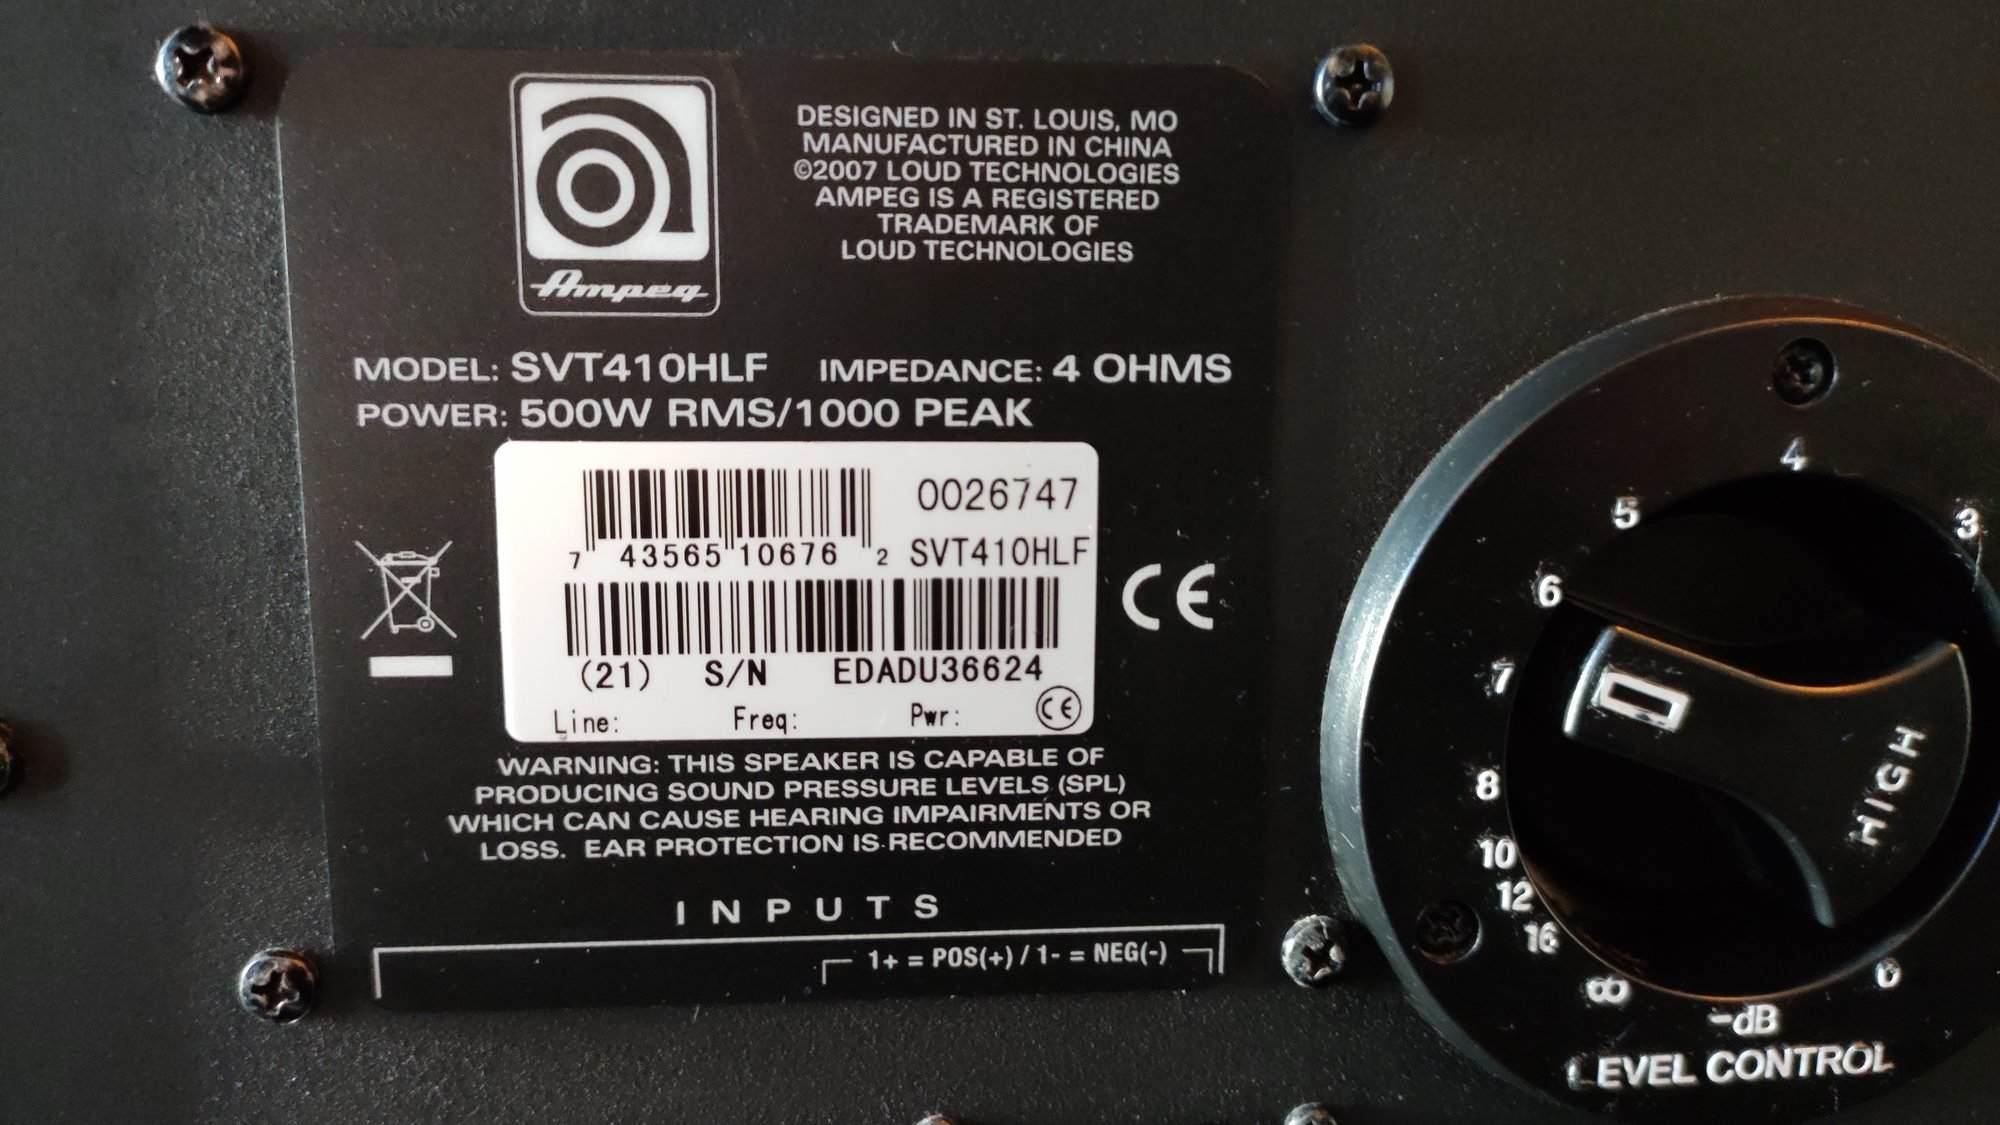 Ampeg
DESIGNED IN ST. LOUIS, MO
MANUFACTURED IN CHINA
©2007 LOUD TECHNOLOGIES
AMPEG IS A REGISTERED
TRADEMARK OF
LOUD TECHNOLOGIES
MODEL: SVT410HLF IMPEDANCE: 4 OHMS
POWER: 500W RMS/1000 PEAK
0026747
7 43565 10676 2 SVT410HLF
(21) S/N EDADU36624
Line: Freq: Pwr: CE
CE
WARNING: THIS SPEAKER IS CAPABLE OF
PRODUCING SOUND PRESSURE LEVELS (SPL)
WHICH CAN CAUSE HEARING IMPAIRMENTS OR
LOSS. EAR PROTECTION IS RECOMMENDED
INPUTS
1+ = POS(+) / 1- = NEG(-)
3
4
5
6
7
8
10
12
16
∞
0
HIGH
-dB
LEVEL CONTROL